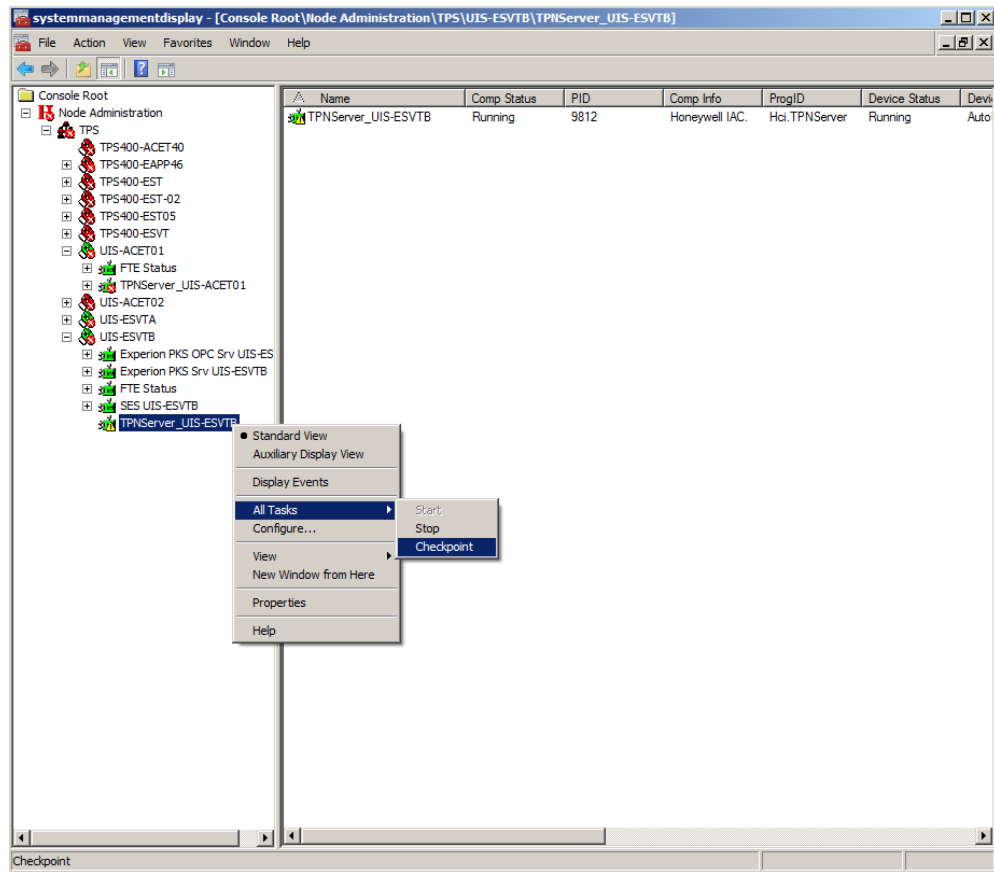 systemmanagementdisplay - [Console Root\Node Administration\TPS\UIS-ESVTB\TPNServer_UIS-ESVTB]
File Action View Favorites Window Help
Console Root
Node Administration
TPS
TPS400-ACET40
TPS400-EAPP46
TPS400-EST
TPS400-EST-02
TPS400-EST05
TPS400-ESVT
UIS-ACET01
FTE Status
TPNServer_UIS-ACET01
UIS-ACET02
UIS-ESVTA
UIS-ESVTB
Experion PKS OPC Srv UIS-ES
Experion PKS Srv UIS-ESVTB
FTE Status
SES UIS-ESVTB
TPNServer_UIS-ESVTB
Name Comp Status PID Comp Info ProgID Device Status Devi
TPNServer_UIS-ESVTB Running 9812 Honeywell IAC. Hci.TPNServer Running Auto
Standard View
Auxiliary Display View
Display Events
All Tasks
Configure...
View
New Window from Here
Properties
Help
Start
Stop
Checkpoint
Checkpoint